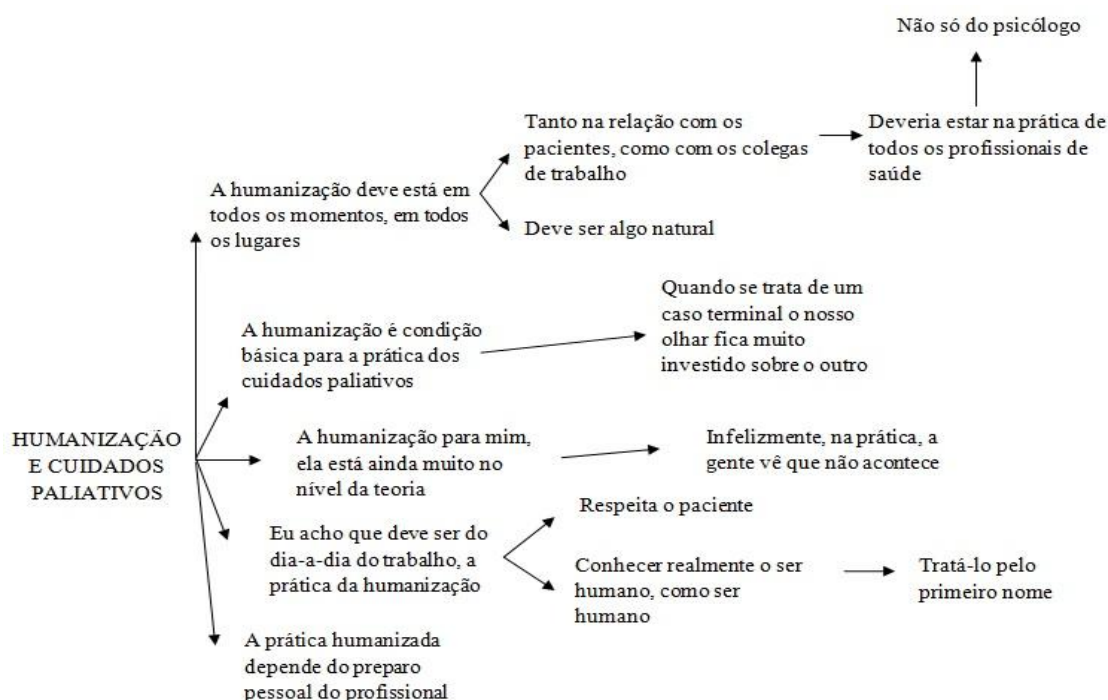 Não só do psicólogo
Tanto na relação com os
pacientes, como com os colegas
de trabalho
Deveria estar na prática de
todos os profissionais de
saúde
A humanização deve está em
todos os momentos, em todos
os lugares
Deve ser algo natural
Quando se trata de um
caso terminal o nosso
olhar fica muito
investido sobre o outro
A humanização é condição
básica para a prática dos
cuidados paliativos
HUMANIZAÇÃO
E CUIDADOS
PALIATIVOS
A humanização para mim,
ela está ainda muito no
nível da teoria
Infelizmente, na prática, a
gente vê que não acontece
Respeita o paciente
Eu acho que deve ser do
dia-a-dia do trabalho, a
prática da humanização
Conhecer realmente o ser
humano, como ser
humano
Tratá-lo pelo
primeiro nome
A prática humanizada
depende do preparo
pessoal do profissional